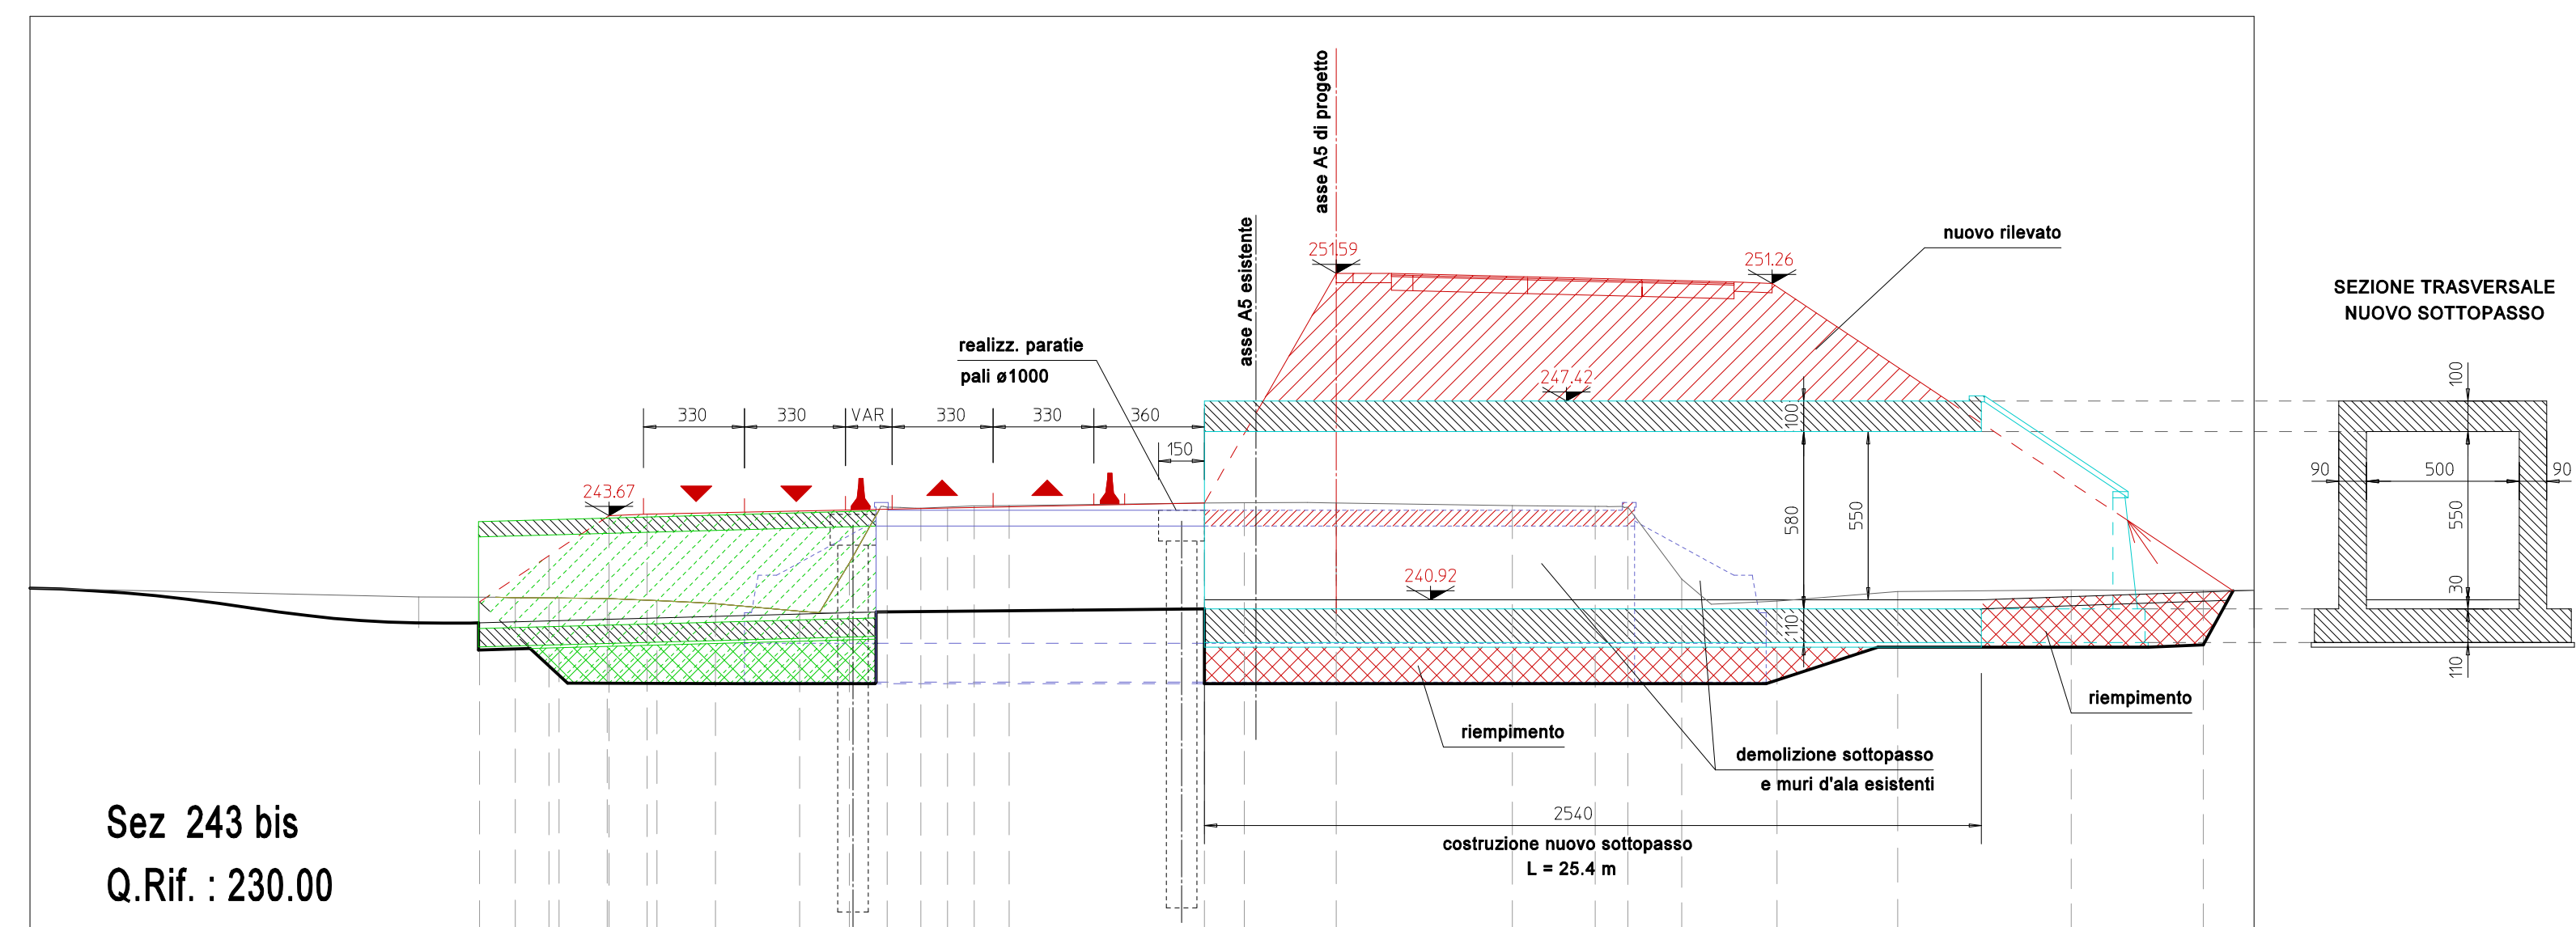 asse A5 di progetto
asse A5 esistente
251.59
251.26
nuovo rilevato
SEZIONE TRASVERSALE
NUOVO SOTTOPASSO
realizz. paratie
pali ø1000
247.42
100
100
330
330
VAR
330
330
360
150
243.67
580
550
90
500
90
550
30
240.92
110
110
riempimento
riempimento
demolizione sottopasso
e muri d'ala esistenti
2540
costruzione nuovo sottopasso
L = 25.4 m
Sez 243 bis
Q.Rif. : 230.00